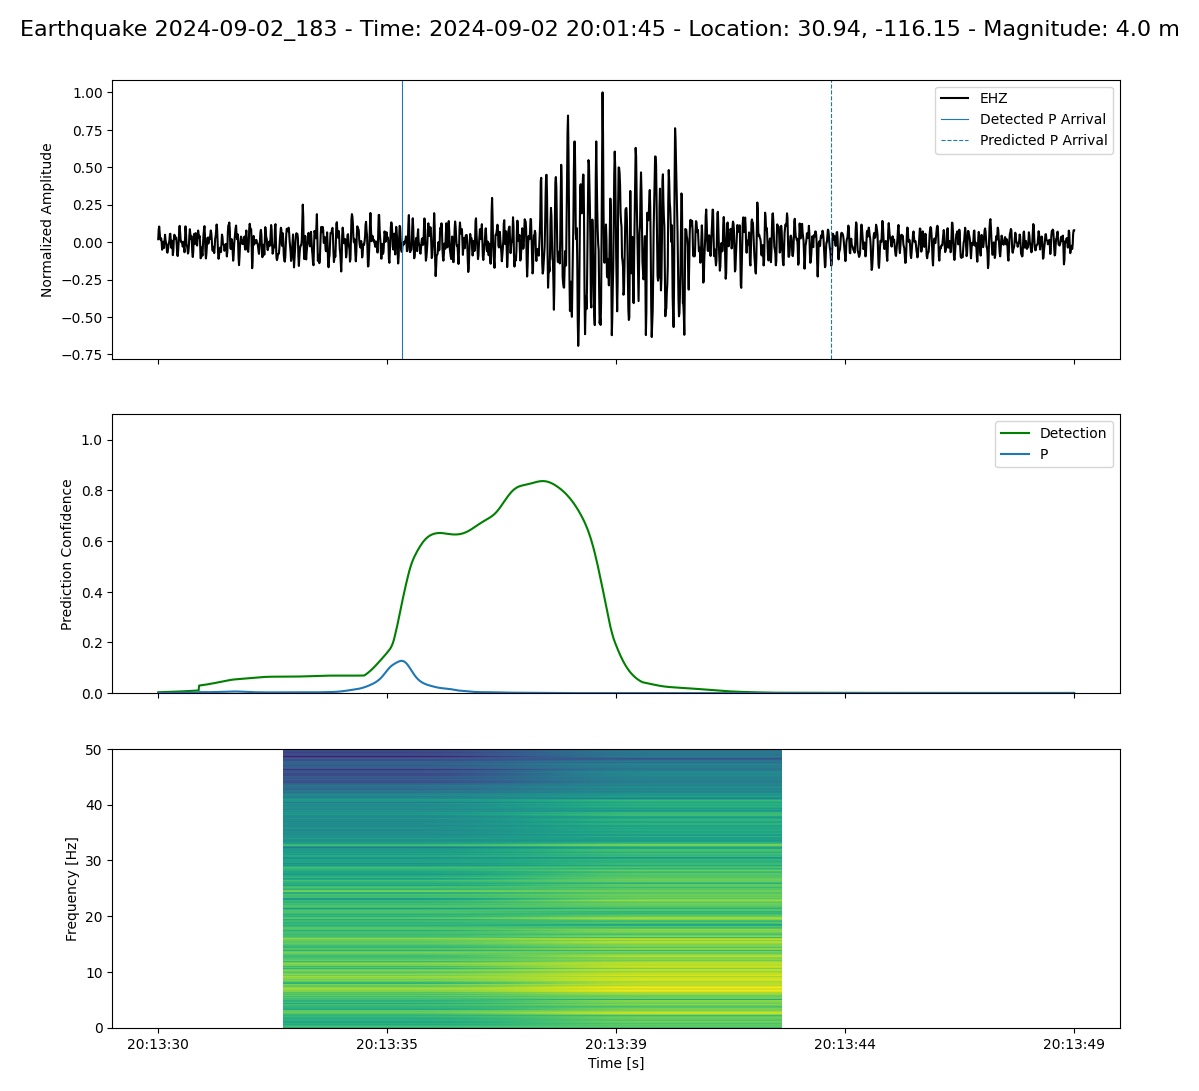 Earthquake 2024-09-02_183 - Time: 2024-09-02 20:01:45 - Location: 30.94, -116.15 - Magnitude: 4.0 m
1.00
0.75
0.50
0.25
0.00
−0.25
−0.50
−0.75
Normalized Amplitude
EHZ
Detected P Arrival
Predicted P Arrival
1.0
0.8
0.6
0.4
0.2
0.0
Prediction Confidence
Detection
P
50
40
30
20
10
0
Frequency [Hz]
20:13:30 20:13:35 20:13:39 20:13:44 20:13:49
Time [s]